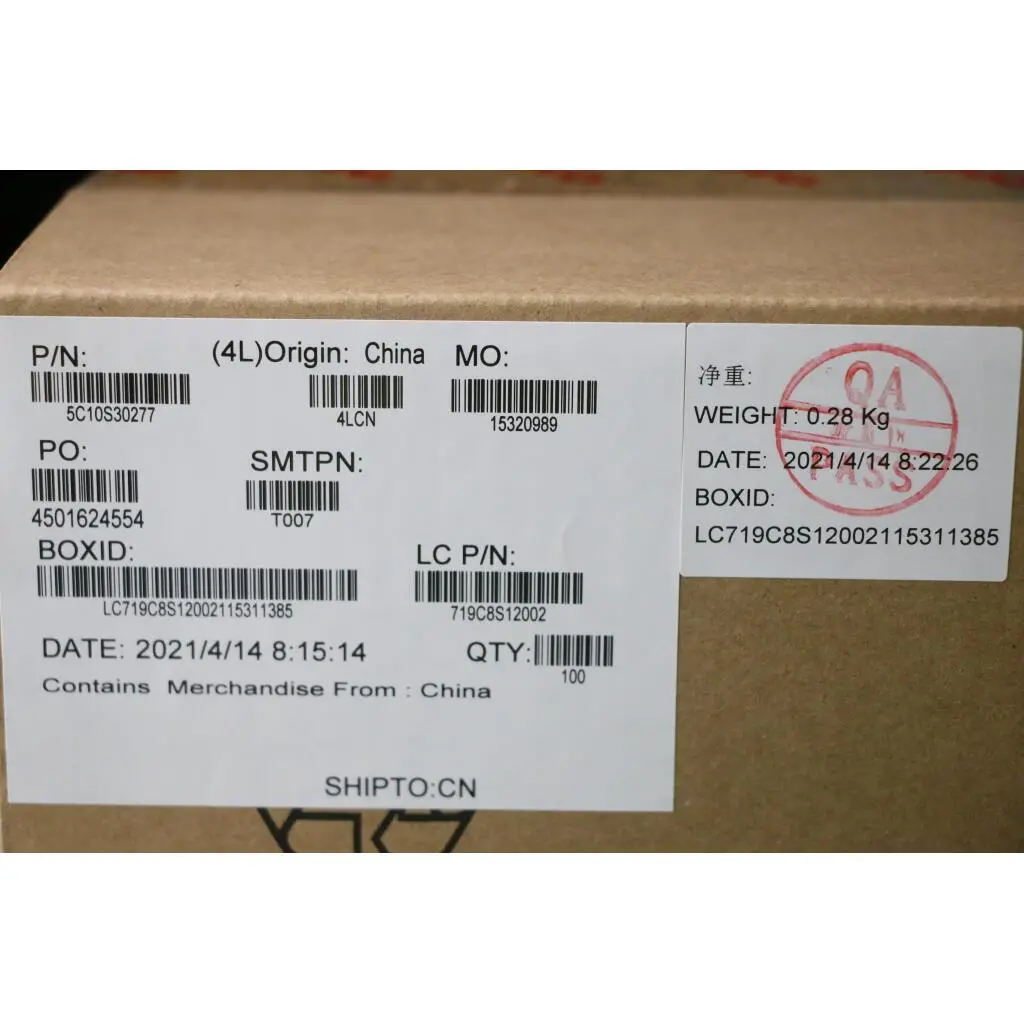 P/N: (4L)Origin: China MO:
5C10S30277 4LCN 15320989
PO: SMTPN:
4501624554 T007
BOXID: LC P/N:
LC719C8S12002115311385 719C8S12002
DATE: 2021/4/14 8:15:14 QTY:
100
Contains Merchandise From : China
SHIPTO:CN
净重:
WEIGHT: 0.28 Kg
DATE: 2021/4/14 8:22:26
BOXID:
LC719C8S12002115311385
QA
PASS